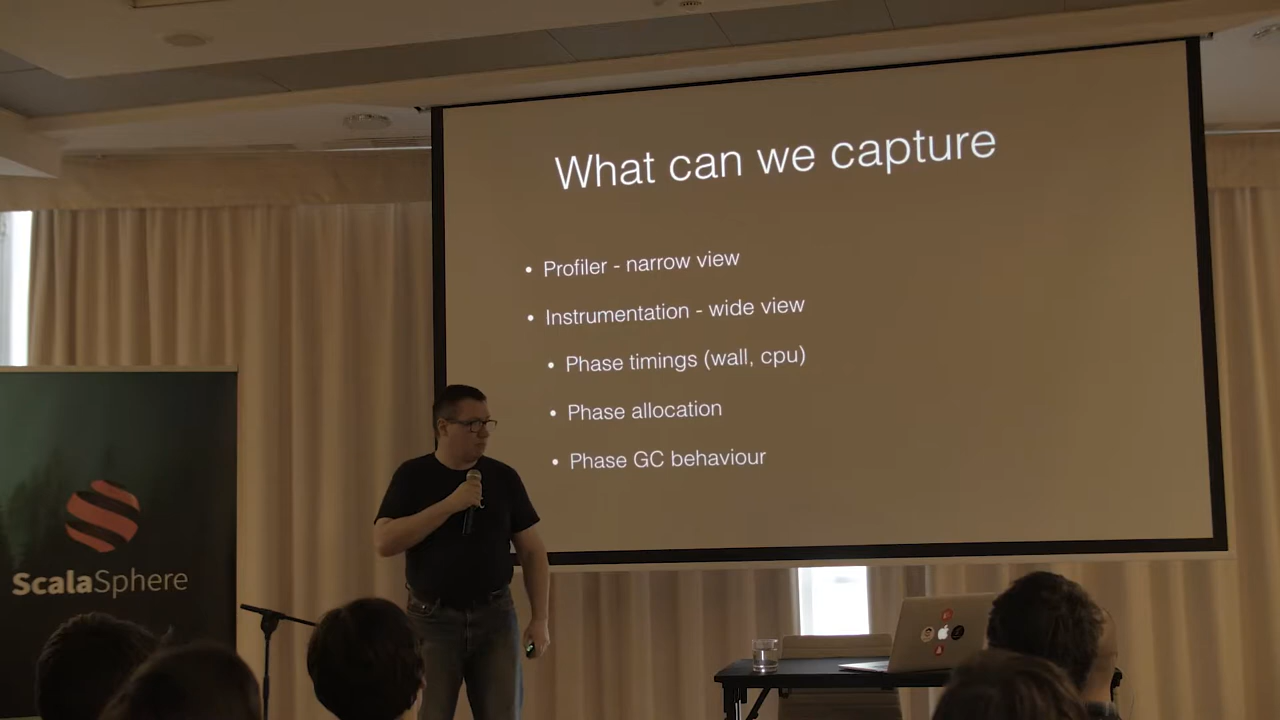 What can we capture
• Profiler - narrow view
• Instrumentation - wide view
• Phase timings (wall, cpu)
• Phase allocation
• Phase GC behaviour
ScalaSphere